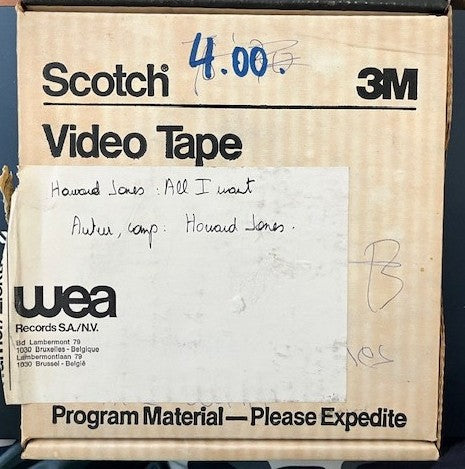 4.00.
Scotch® 3M
Video Tape
Howard Jones : All I want
Auteur, comp : Howard Jones.
wea
Records S.A./N.V.
Bd Lambermont 79
1030 Bruxelles - Belgique
Lambermontlaan 79
1030 Brussel - België
Program Material—Please Expedite